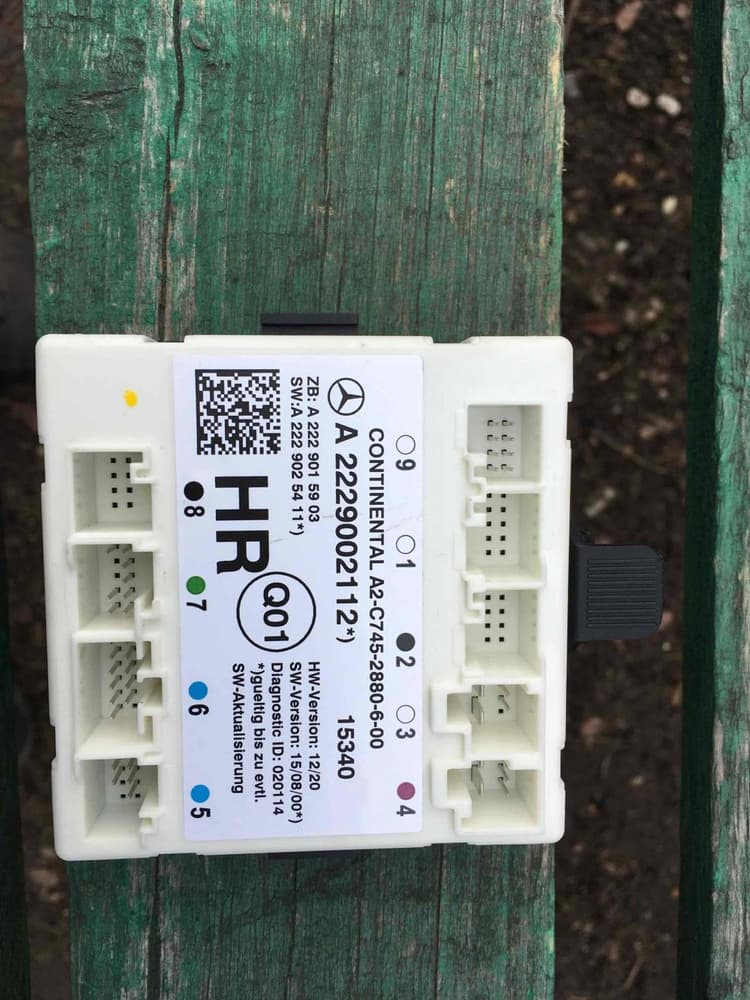 9 1 2 3 4
CONTINENTAL A2-C745-2880-6-00
A 2229002112*) 15340
ZB: A 222 901 59 03
SW:A 222 902 54 11*)
HR
Q01
HW-Version: 12/20
SW-Version: 15/08/00*)
Diagnostic ID: 020114
*)gueltig bis zu evtl.
SW-Aktualisierung
8 7 6 5